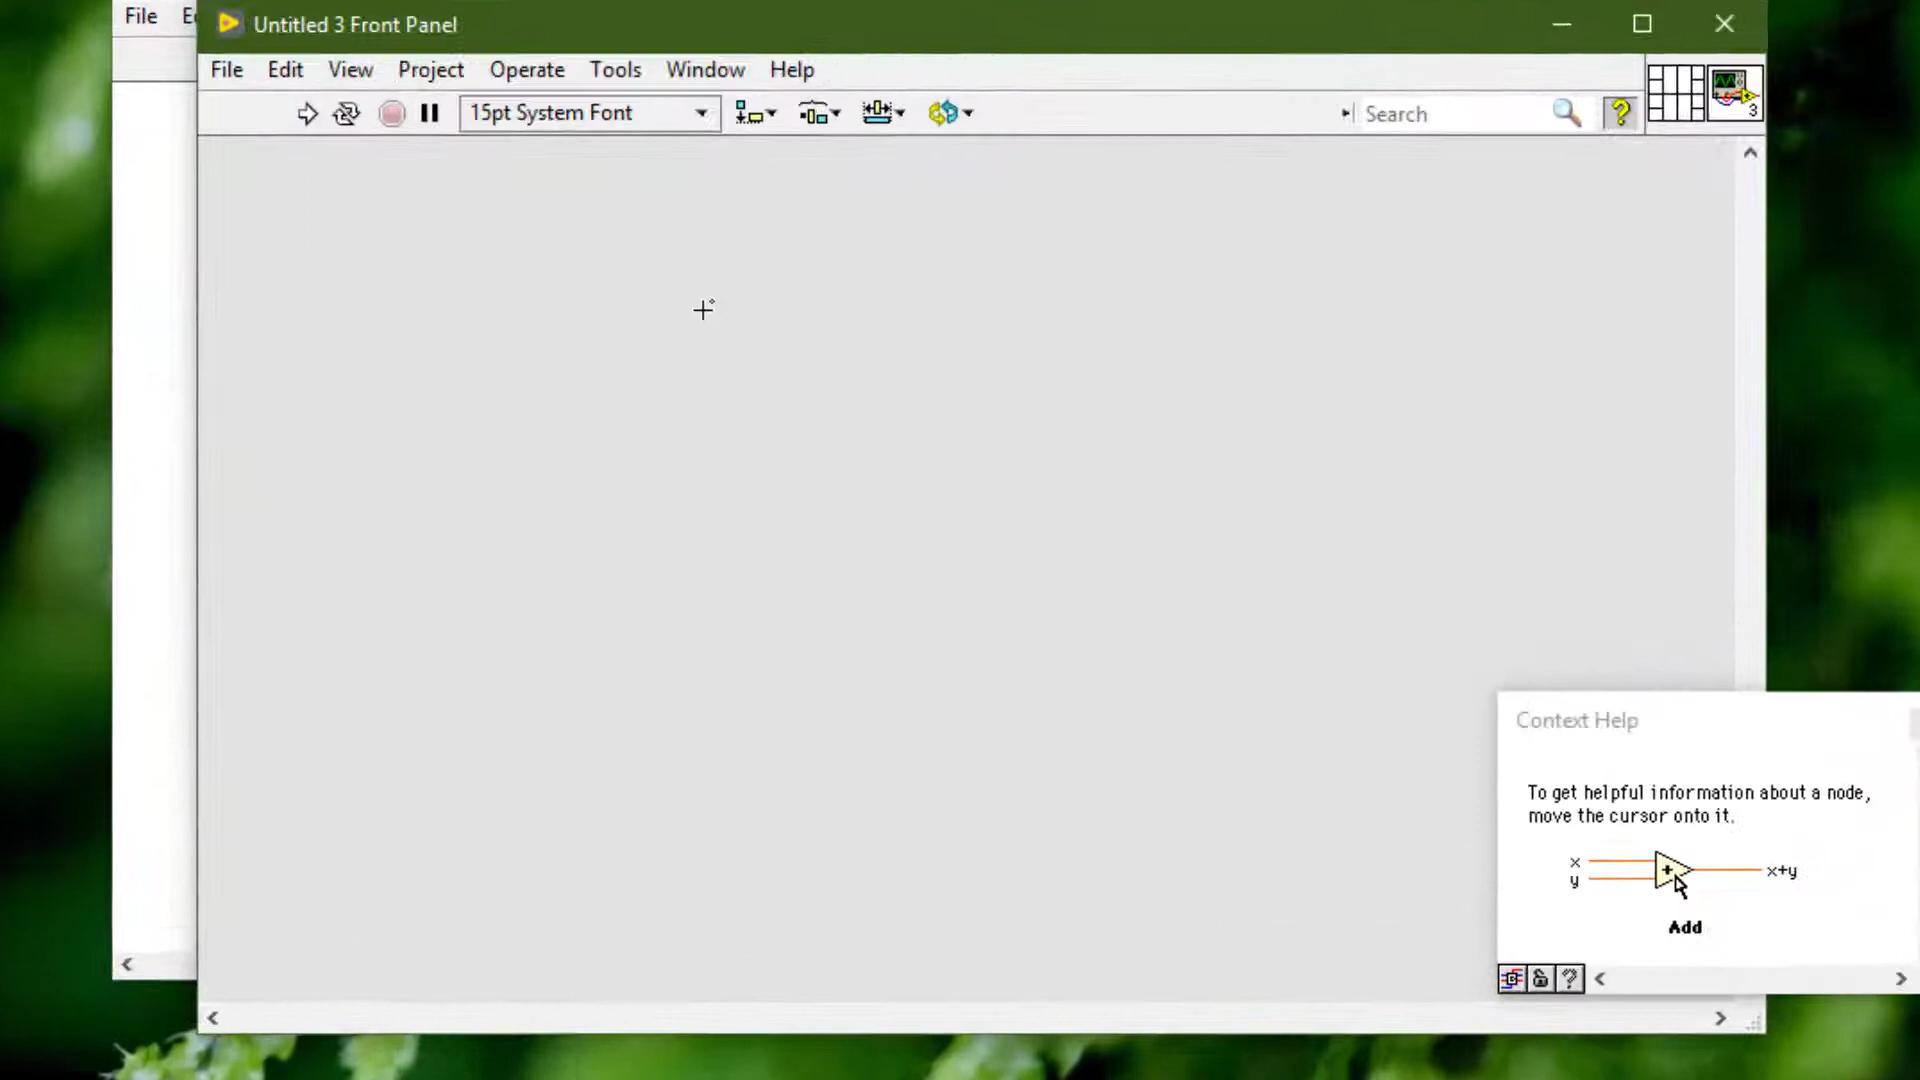 File
Untitled 3 Front Panel
File Edit View Project Operate Tools Window Help
15pt System Font
Search
3
Context Help
To get helpful information about a node,
move the cursor onto it.
x
y
x+y
Add